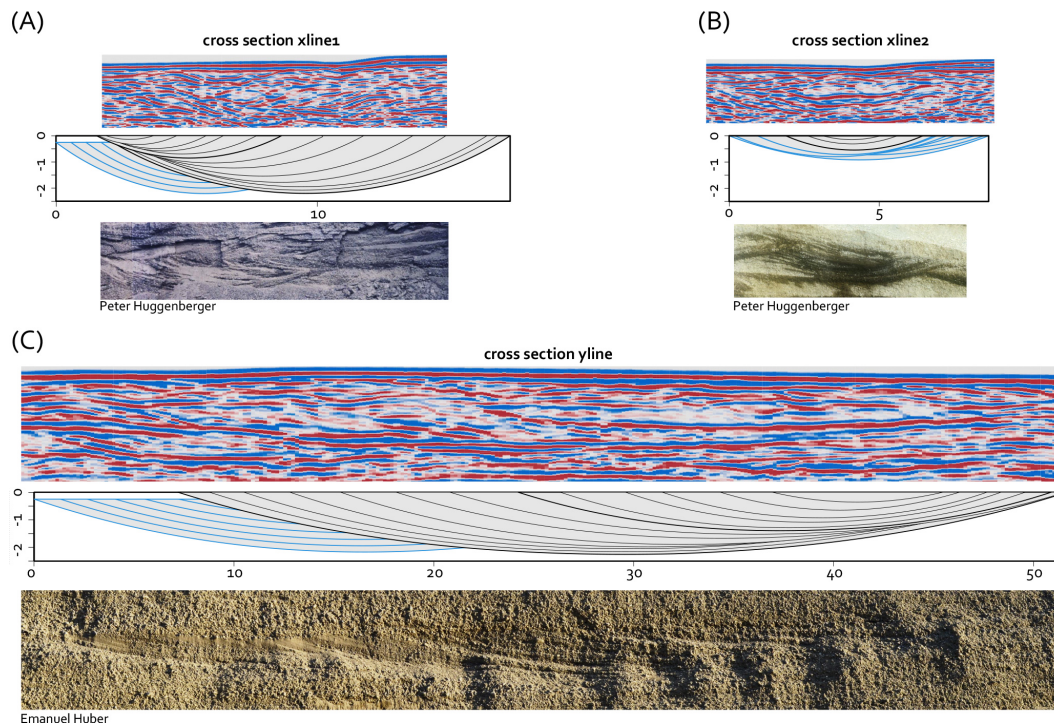 (A)
cross section xline1
0
-1
-2
0 10
Peter Huggenberger
(B)
cross section xline2
0
-1
-2
0 5
Peter Huggenberger
(C)
cross section yline
0
-1
-2
0 10 20 30 40 50
Emanuel Huber